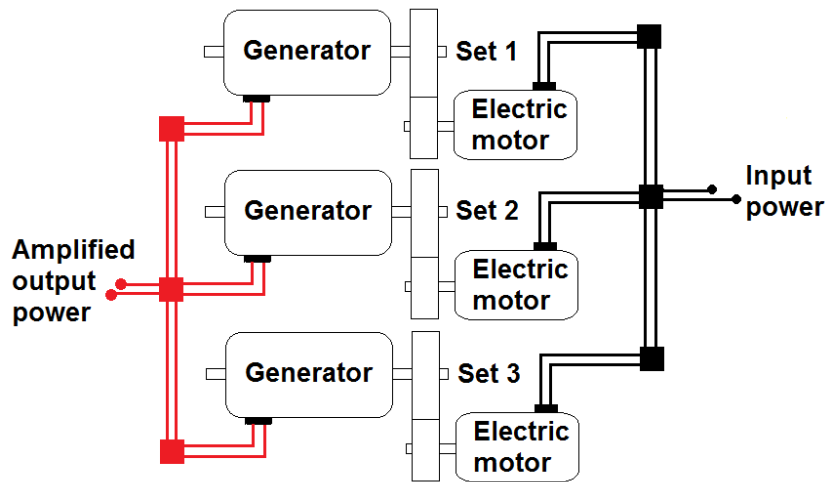 Generator
Set 1
Electric
motor
Generator
Set 2
Electric
motor
Input
power
Amplified
output
power
Generator
Set 3
Electric
motor